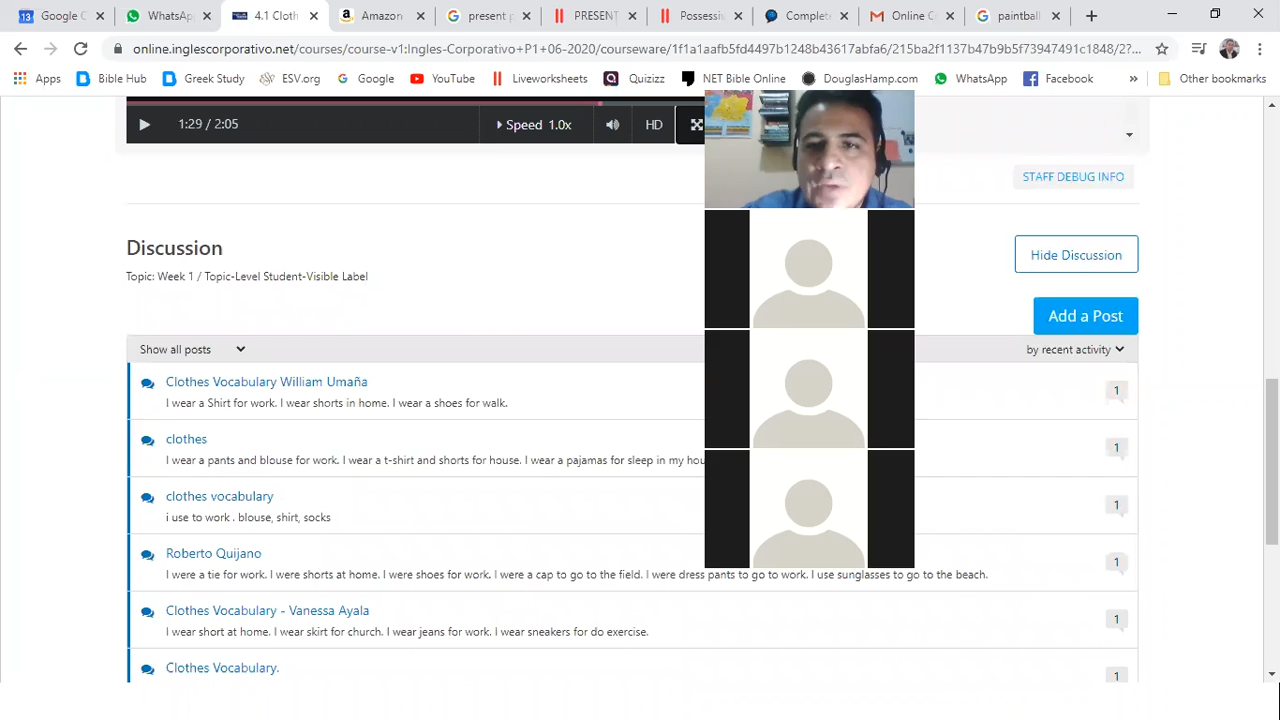 13 Google C
WhatsApp
4.1 Cloth
Amazon
present p
PRESENT
Possess
Complet
Online C
paintbal
online.inglescorporativo.net/courses/course-v1:Ingles-Corporativo+P1+06-2020/courseware/1f1a1aafb5fd4497b1248b43617abfa6/215ba2f1137b47b9b5f73947491c1848/2?...
Apps Bible Hub Greek Study ESV.org Google YouTube Liveworksheets Quizizz NET Bible Online DouglasHamp.com WhatsApp Facebook » Other bookmarks
1:29 / 2:05 Speed 1.0x HD
STAFF DEBUG INFO
Discussion
Hide Discussion
Topic: Week 1 / Topic-Level Student-Visible Label
Add a Post
Show all posts by recent activity
Clothes Vocabulary William Umaña
1
I wear a Shirt for work. I wear shorts in home. I wear a shoes for walk.
clothes
1
I wear a pants and blouse for work. I wear a t-shirt and shorts for house. I wear a pajamas for sleep in my
clothes vocabulary
1
i use to work . blouse, shirt, socks
Roberto Quijano
1
I were a tie for work. I were shorts at home. I were shoes for work. I were a cap to go to the field. I were dress pants to go to work. I use sunglasses to go to the beach.
Clothes Vocabulary - Vanessa Ayala
1
I wear short at home. I wear skirt for church. I wear jeans for work. I wear sneakers for do exercise.
Clothes Vocabulary.
1